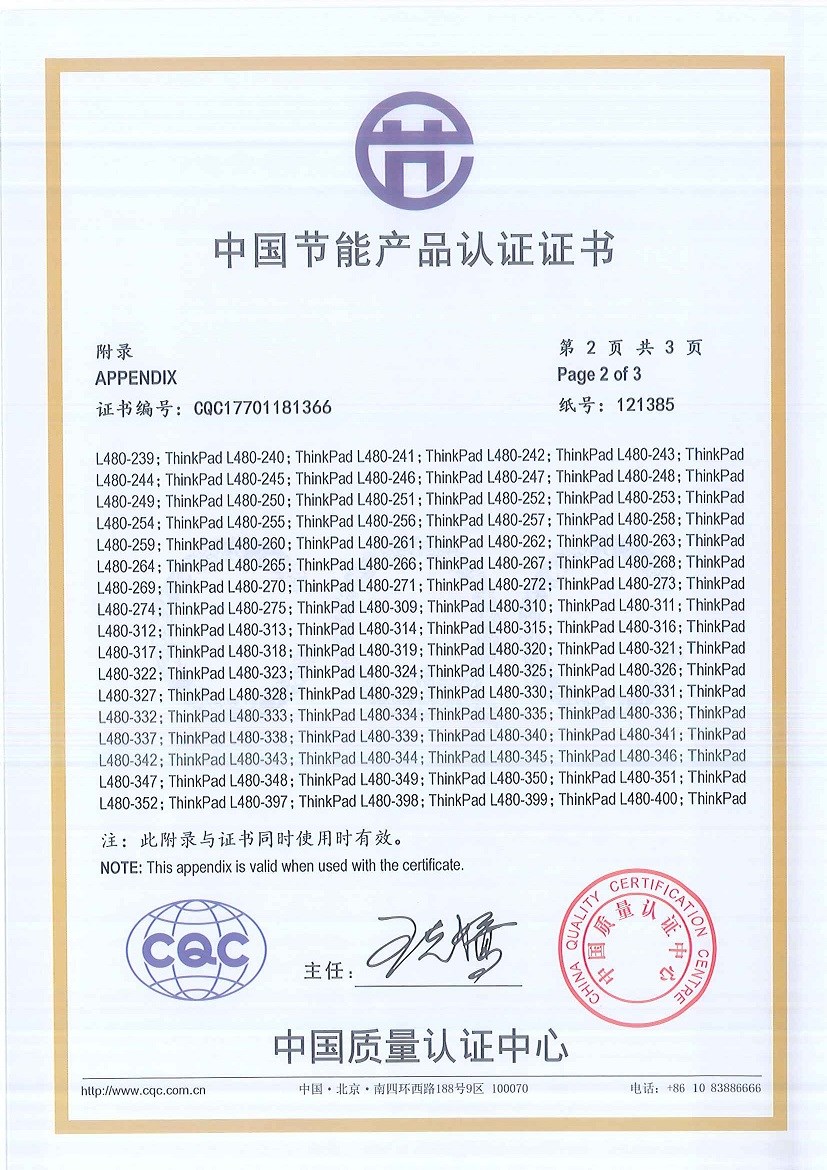 中国节能产品认证证书
附录
第 2 页 共 3 页
APPENDIX
Page 2 of 3
证书编号：CQC17701181366
纸号：121385
L480-239; ThinkPad L480-240; ThinkPad L480-241; ThinkPad L480-242; ThinkPad L480-243; ThinkPad
L480-244; ThinkPad L480-245; ThinkPad L480-246; ThinkPad L480-247; ThinkPad L480-248; ThinkPad
L480-249; ThinkPad L480-250; ThinkPad L480-251; ThinkPad L480-252; ThinkPad L480-253; ThinkPad
L480-254; ThinkPad L480-255; ThinkPad L480-256; ThinkPad L480-257; ThinkPad L480-258; ThinkPad
L480-259; ThinkPad L480-260; ThinkPad L480-261; ThinkPad L480-262; ThinkPad L480-263; ThinkPad
L480-264; ThinkPad L480-265; ThinkPad L480-266; ThinkPad L480-267; ThinkPad L480-268; ThinkPad
L480-269; ThinkPad L480-270; ThinkPad L480-271; ThinkPad L480-272; ThinkPad L480-273; ThinkPad
L480-274; ThinkPad L480-275; ThinkPad L480-309; ThinkPad L480-310; ThinkPad L480-311; ThinkPad
L480-312; ThinkPad L480-313; ThinkPad L480-314; ThinkPad L480-315; ThinkPad L480-316; ThinkPad
L480-317; ThinkPad L480-318; ThinkPad L480-319; ThinkPad L480-320; ThinkPad L480-321; ThinkPad
L480-322; ThinkPad L480-323; ThinkPad L480-324; ThinkPad L480-325; ThinkPad L480-326; ThinkPad
L480-327; ThinkPad L480-328; ThinkPad L480-329; ThinkPad L480-330; ThinkPad L480-331; ThinkPad
L480-332; ThinkPad L480-333; ThinkPad L480-334; ThinkPad L480-335; ThinkPad L480-336; ThinkPad
L480-337; ThinkPad L480-338; ThinkPad L480-339; ThinkPad L480-340; ThinkPad L480-341; ThinkPad
L480-342; ThinkPad L480-343; ThinkPad L480-344; ThinkPad L480-345; ThinkPad L480-346; ThinkPad
L480-347; ThinkPad L480-348; ThinkPad L480-349; ThinkPad L480-350; ThinkPad L480-351; ThinkPad
L480-352; ThinkPad L480-397; ThinkPad L480-398; ThinkPad L480-399; ThinkPad L480-400; ThinkPad
注：此附录与证书同时使用时有效。
NOTE: This appendix is valid when used with the certificate.
CQC
主任：
CHINA QUALITY CERTIFICATION CENTRE
中国质量认证中心
中国质量认证中心
http://www.cqc.com.cn
中国·北京·南四环西路188号9区 100070
电话：+86 10 83886666